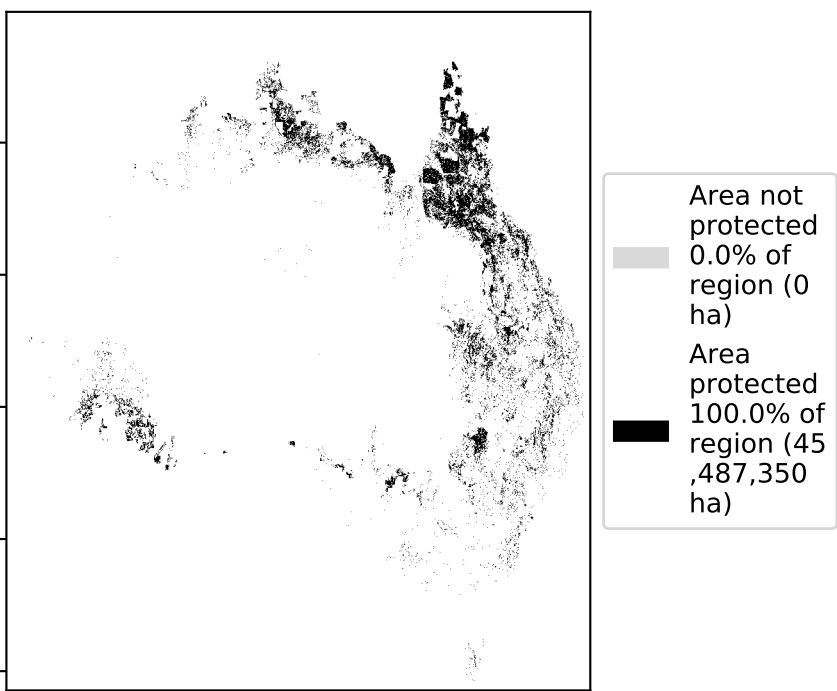 Area not
protected
0.0% of
region (0
ha)
Area
protected
100.0% of
region (45
,487,350
ha)